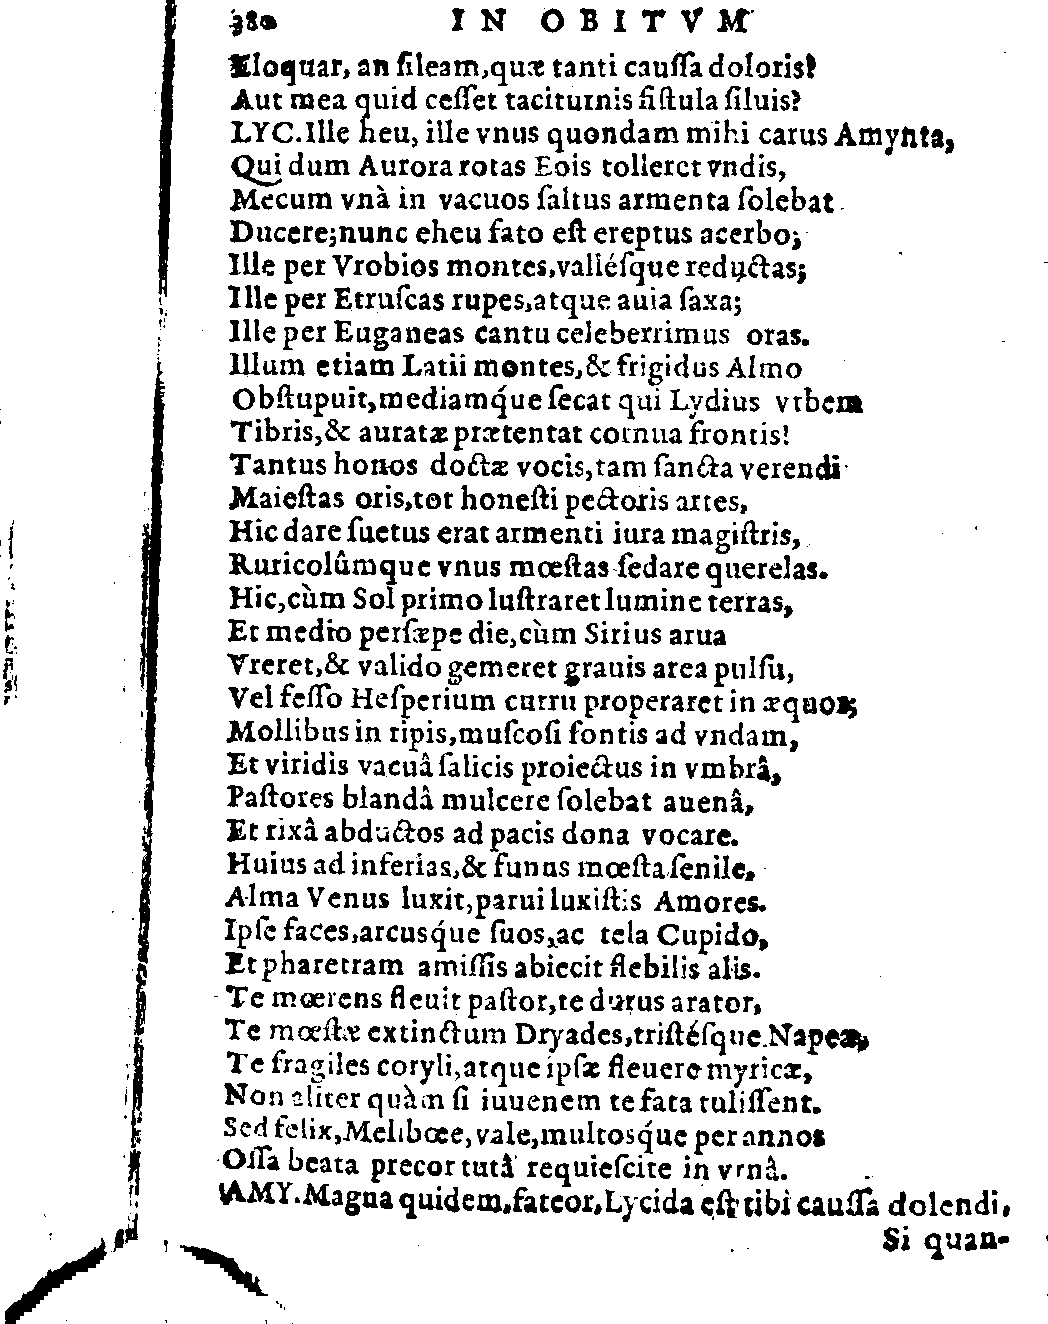 380 IN OBITVM
Eloquar, an ſileam,quæ tanti cauſſa doloris?
Aut mea quid ceſſet taciturnis fiſtula ſiluis?
LYC.Ille heu, ille vnus quondam mihi carus Amynta,
Qui dum Aurora rotas Eois tolleret vndis,
Mecum vnà in vacuos ſaltus armenta ſolebat
Ducere;nunc eheu fato eſt ereptus acerbo;
Ille per Vrobios montes,valléſque reductas;
Ille per Etruſcas rupes,atque auia ſaxa;
Ille per Euganeas cantu celeberrimus oras.
Illum etiam Latii montes,& frigidus Almo
Obſtupuit,mediamq́ue ſecat qui Lydius vrbem
Tibris,& auratæ prætentat cornua frontis!
Tantus honos doctæ vocis,tam ſancta verendi
Maieſtas oris,tot honeſti pectoris artes,
Hic dare ſuetus erat armenti iura magiſtris,
Ruricolûmque vnus mœſtas ſedare querelas.
Hic,cùm Sol primo luſtraret lumine terras,
Et medio perſæpe die,cùm Sirius arua
Vreret,& valido gemeret grauis area pulſu,
Vel feſſo Heſperium curru properaret in æquor;
Mollibus in ripis,muſcoſi fontis ad vndam,
Et viridis vacuâ ſalicis proiectus in vmbrâ,
Paſtores blandâ mulcere ſolebat auenâ,
Et rixâ abductos ad pacis dona vocare.
Huius ad inferias,& funus mœſta ſenile,
Alma Venus luxit,parui luxiſtis Amores.
Ipſe faces,arcusq́ue ſuos,ac tela Cupido,
Et pharetram amiſſis abiecit flebilis alis.
Te mœrens fleuit paſtor,te durus arator,
Te mœſtæ extinctum Dryades,triſtéſque Napeæ,
Te fragiles coryli,atque ipſæ fleuere myricæ,
Non aliter quàm ſi iuuenem te fata tuliſſent.
Sed felix,Melibœe,vale,multosq́ue per annos
Oſſa beata precor tutâ requieſcite in vrnâ.
AMY.Magna quidem,fateor,Lycida eſt tibi cauſſa dolendi,
Si quan-